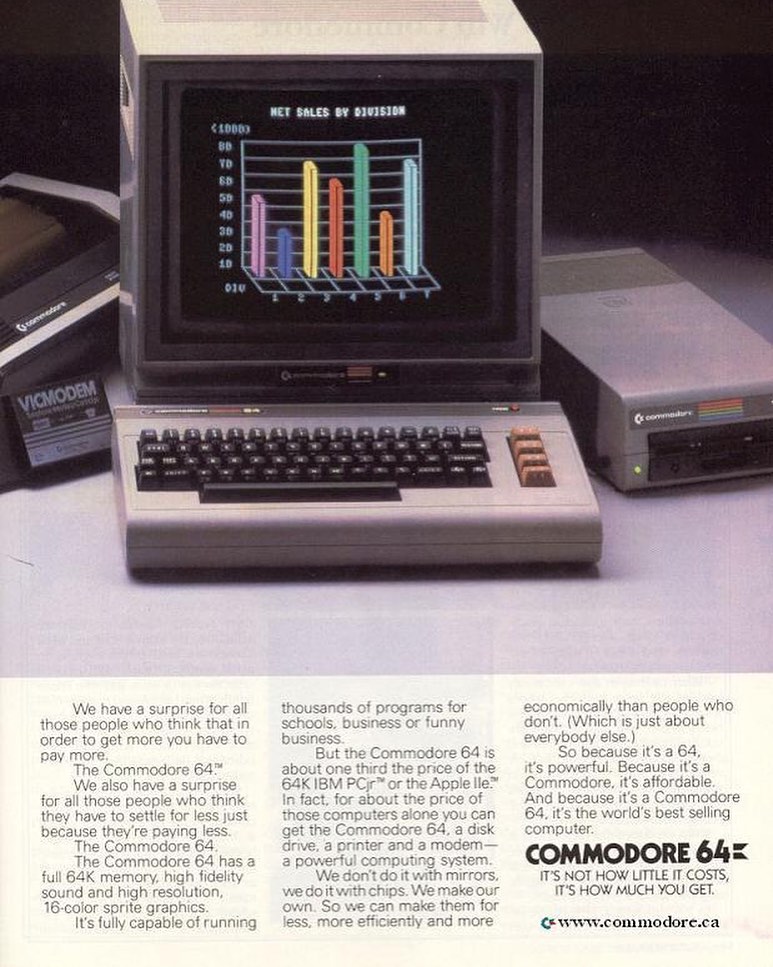 NET SALES BY DIVISION
(1000)
80
70
60
50
40
30
20
10
DIV 1 2 3 4 5 6 7
commodore
VICMODEM
commodore
commodore 64
commodore
We have a surprise for all
those people who think that in
order to get more you have to
pay more.
The Commodore 64.™
We also have a surprise
for all those people who think
they have to settle for less just
because they're paying less.
The Commodore 64.
The Commodore 64 has a
full 64K memory, high fidelity
sound and high resolution,
16-color sprite graphics.
It's fully capable of running
thousands of programs for
schools, business or funny
business.
But the Commodore 64 is
about one third the price of the
64K IBM PCjr™ or the Apple IIe.™
In fact, for about the price of
those computers alone you can
get the Commodore 64, a disk
drive, a printer and a modem—
a powerful computing system.
We don't do it with mirrors,
we do it with chips. We make our
own. So we can make them for
less, more efficiently and more
economically than people who
don't. (Which is just about
everybody else.)
So because it's a 64,
it's powerful. Because it's a
Commodore, it's affordable.
And because it's a Commodore
64, it's the world's best selling
computer.
COMMODORE 64
IT'S NOT HOW LITTLE IT COSTS,
IT'S HOW MUCH YOU GET.
www.commodore.ca